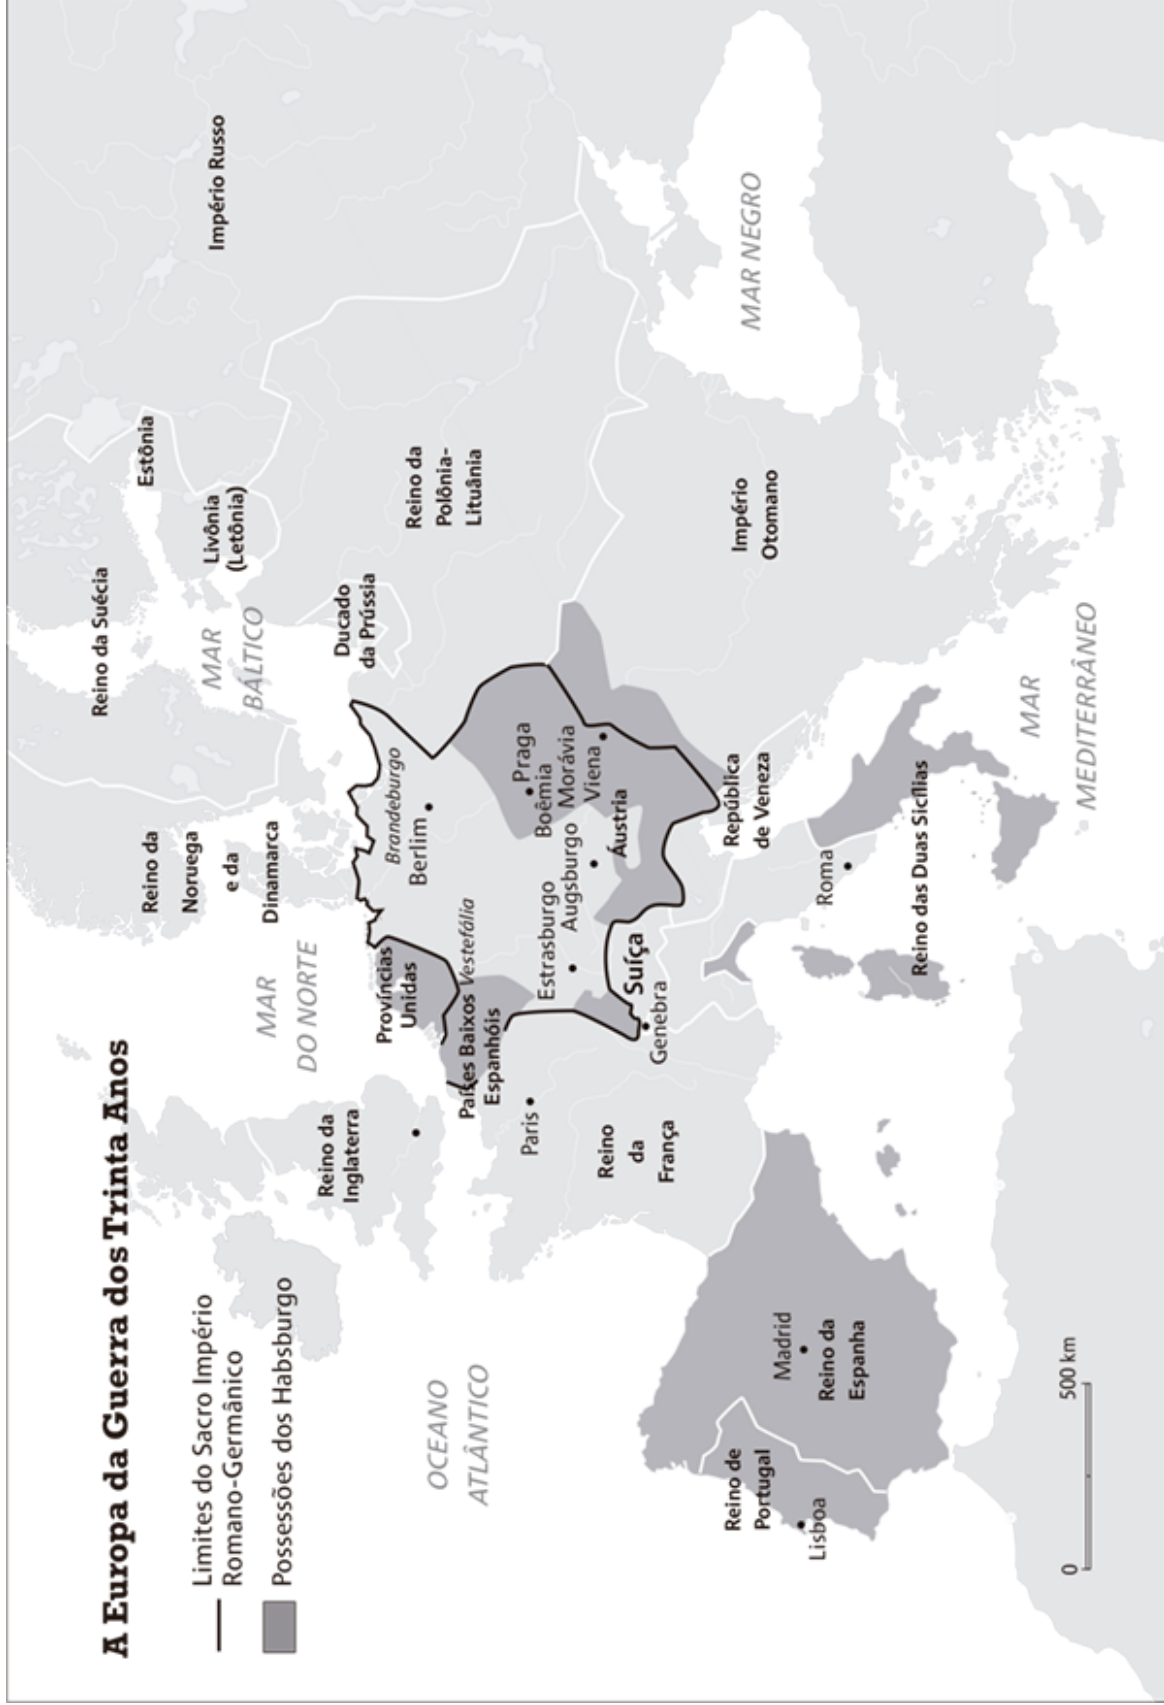 A Europa da Guerra dos Trinta Anos
Limites do Sacro Império
Romano-Germânico
Possessões dos Habsburgo
Reino da Suécia
Estônia
Império Russo
Livônia
(Letônia)
MAR
BÁLTICO
Reino da
Noruega
e da
Dinamarca
MAR
DO NORTE
Ducado
da Prússia
Reino da
Polônia-
Lituânia
Reino da
Inglaterra
Províncias
Unidas
Brandeburgo
Berlim
Países Baixos
Espanhóis
Vestefália
OCEANO
ATLÂNTICO
Paris
Praga
Boêmia
Morávia
Viena
Estrasburgo
Augsburgo
Áustria
Reino
da
França
Suíça
Genebra
República
de Veneza
Império
Otomano
MAR NEGRO
Reino de
Portugal
Lisboa
Madrid
Reino da
Espanha
Roma
Reino das Duas Sicílias
MAR
MEDITERRÂNEO
0
500 km